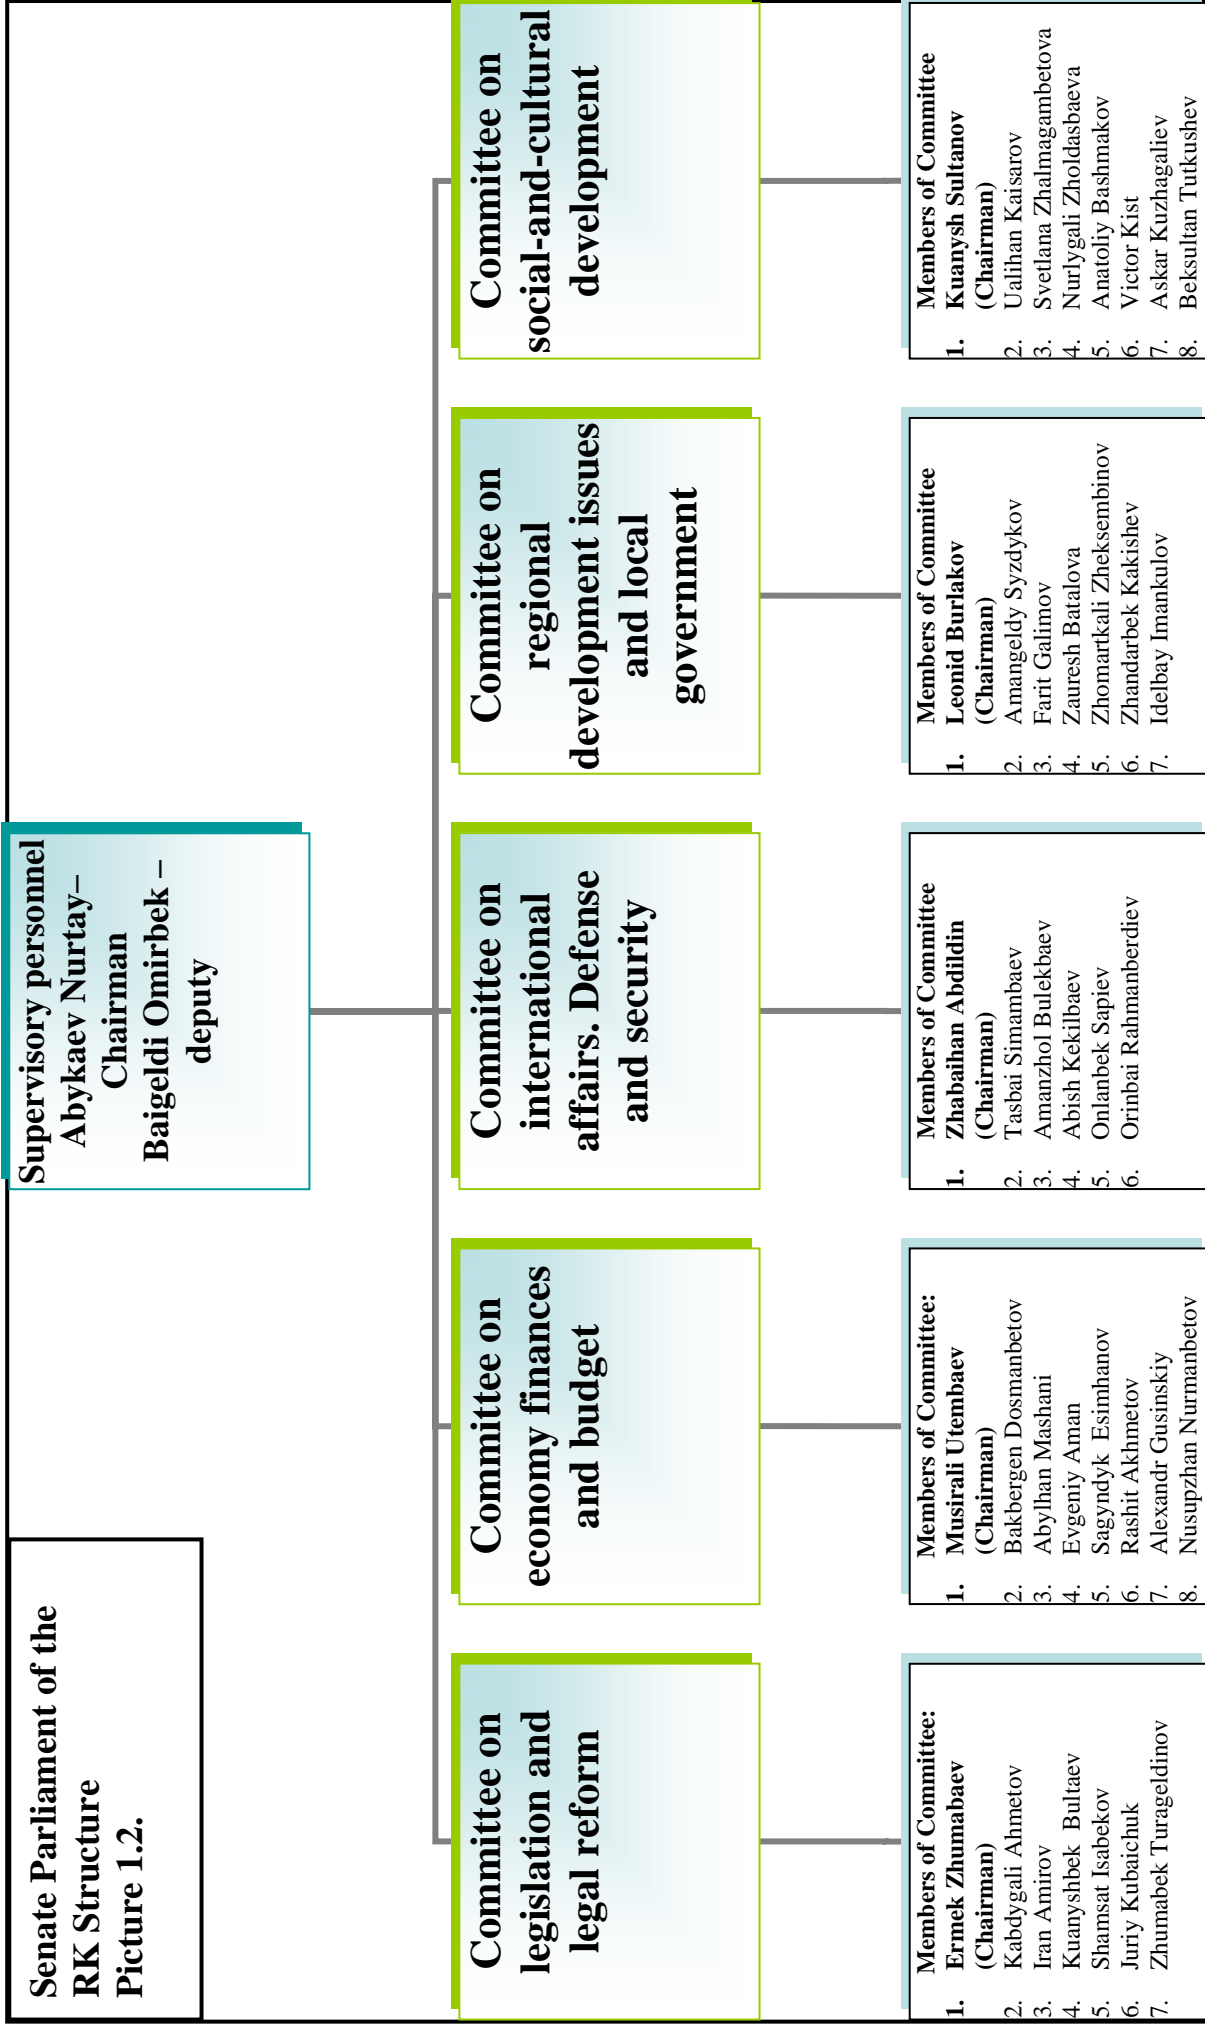 Senate Parliament of the
RK Structure
Picture 1.2.
Supervisory personnel
Abykaev Nurtay–
Chairman
Baigeldi Omirbek –
deputy
Committee on
legislation and
legal reform
Committee on
economy finances
and budget
Committee on
international
affairs. Defense
and security
Committee on
regional
development issues
and local
government
Committee on
social-and-cultural
development
Members of Committee:
1. Ermek Zhumabaev
(Chairman)
2. Kabdygali Ahmetov
3. Iran Amirov
4. Kuanyshbek Bultaev
5. Shamsat Isabekov
6. Juriy Kubaichuk
7. Zhumabek Turageldinov
Members of Committee:
1. Musirali Utembaev
(Chairman)
2. Bakbergen Dosmanbetov
3. Abylhan Mashani
4. Evgeniy Aman
5. Sagyndyk Esimhanov
6. Rashit Akhmetov
7. Alexandr Gusinskiy
8. Nusupzhan Nurmanbetov
Members of Committee
1. Zhabaihan Abdildin
(Chairman)
2. Tasbai Simambaev
3. Amanzhol Bulekbaev
4. Abish Kekilbaev
5. Onlanbek Sapiev
6. Orinbai Rahmanberdiev
Members of Committee
1. Leonid Burlakov
(Chairman)
2. Amangeldy Syzdykov
3. Farit Galimov
4. Zauresh Batalova
5. Zhomartkali Zheksembinov
6. Zhandarbek Kakishev
7. Idelbay Imankulov
Members of Committee
1. Kuanysh Sultanov
(Chairman)
2. Ualihan Kaisarov
3. Svetlana Zhalmagambetova
4. Nurlygali Zholdasbaeva
5. Anatoliy Bashmakov
6. Victor Kist
7. Askar Kuzhagaliev
8. Beksultan Tutkushev